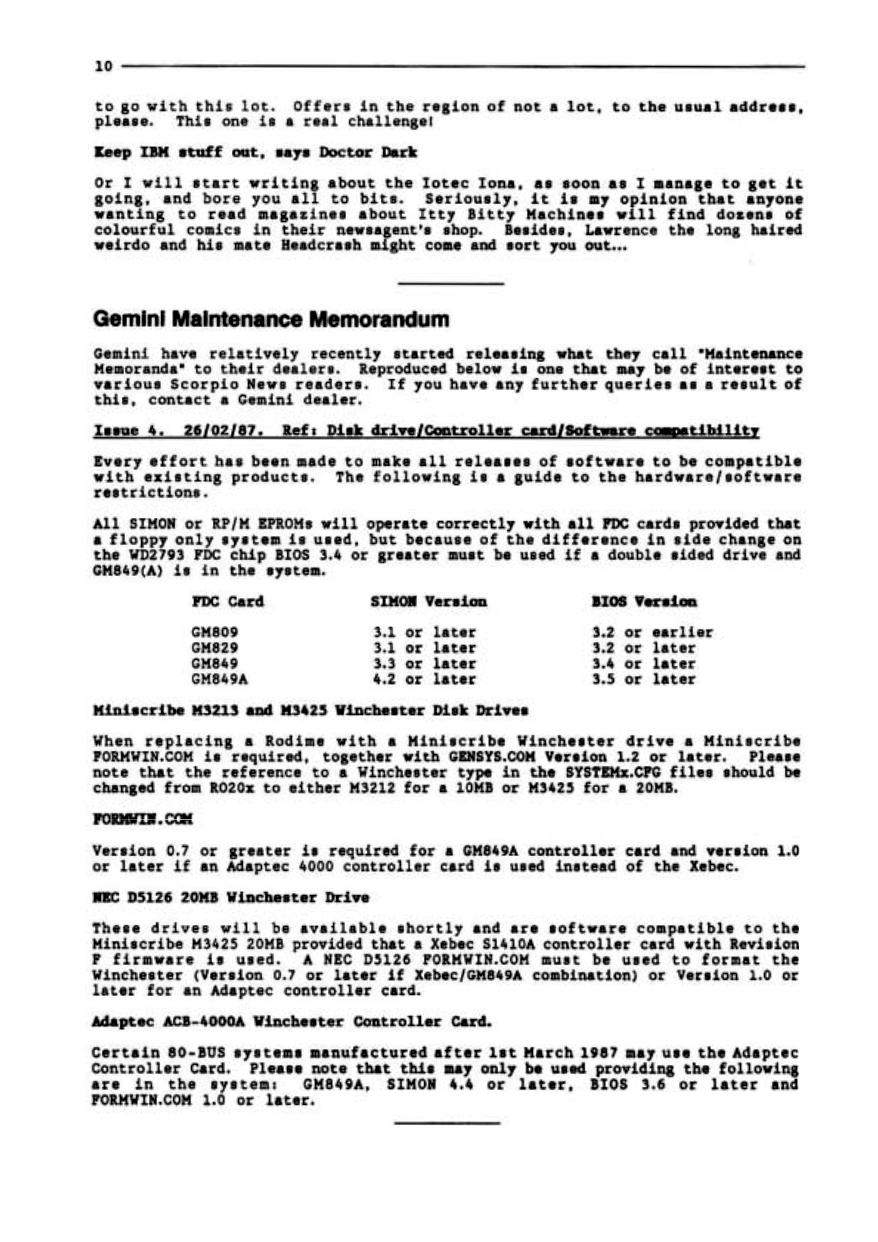 10
to go with this lot. Offers in the region of not a lot, to the usual address,
please. This one is a real challenge!
Keep IBM stuff out, says Doctor Dark
Or I will start writing about the Iotec Iona, as soon as I manage to get it
going, and bore you all to bits. Seriously, it is my opinion that anyone
wanting to read magazines about Itty Bitty Machines will find dozens of
colourful comics in their newsagent's shop. Besides, Lawrence the long haired
weirdo and his mate Headcrash might come and sort you out...
Gemini Maintenance Memorandum
Gemini have relatively recently started releasing what they call "Maintenance
Memoranda" to their dealers. Reproduced below is one that may be of interest to
various Scorpio News readers. If you have any further queries as a result of
this, contact a Gemini dealer.
Issue 4. 26/02/87. Ref: Disk drive/Controller card/Software compatibility
Every effort has been made to make all releases of software to be compatible
with existing products. The following is a guide to the hardware/software
restrictions.
All SIMON or RP/M EPROMs will operate correctly with all FDC cards provided that
a floppy only system is used, but because of the difference in side change on
the WD2793 FDC chip BIOS 3.4 or greater must be used if a double sided drive and
GM849(A) is in the system.
FDC Card SIMON Version BIOS Version
GM809 3.1 or later 3.2 or earlier
GM829 3.1 or later 3.2 or later
GM849 3.3 or later 3.4 or later
GM849A 4.2 or later 3.5 or later
Miniscribe M3213 and M3425 Winchester Disk Drives
When replacing a Rodime with a Miniscribe Winchester drive a Miniscribe
FORMWIN.COM is required, together with GENSYS.COM Version 1.2 or later. Please
note that the reference to a Winchester type in the SYSTEMx.CFG files should be
changed from RO20x to either M3212 for a 10MB or M3425 for a 20MB.
FORMWIN.COM
Version 0.7 or greater is required for a GM849A controller card and version 1.0
or later if an Adaptec 4000 controller card is used instead of the Xebec.
NEC D5126 20MB Winchester Drive
These drives will be available shortly and are software compatible to the
Miniscribe M3425 20MB provided that a Xebec S1410A controller card with Revision
F firmware is used. A NEC D5126 FORMWIN.COM must be used to format the
Winchester (Version 0.7 or later if Xebec/GM849A combination) or Version 1.0 or
later for an Adaptec controller card.
Adaptec ACB-4000A Winchester Controller Card.
Certain 80-BUS systems manufactured after 1st March 1987 may use the Adaptec
Controller Card. Please note that this may only be used providing the following
are in the system: GM849A, SIMON 4.4 or later, BIOS 3.6 or later and
FORMWIN.COM 1.0 or later.